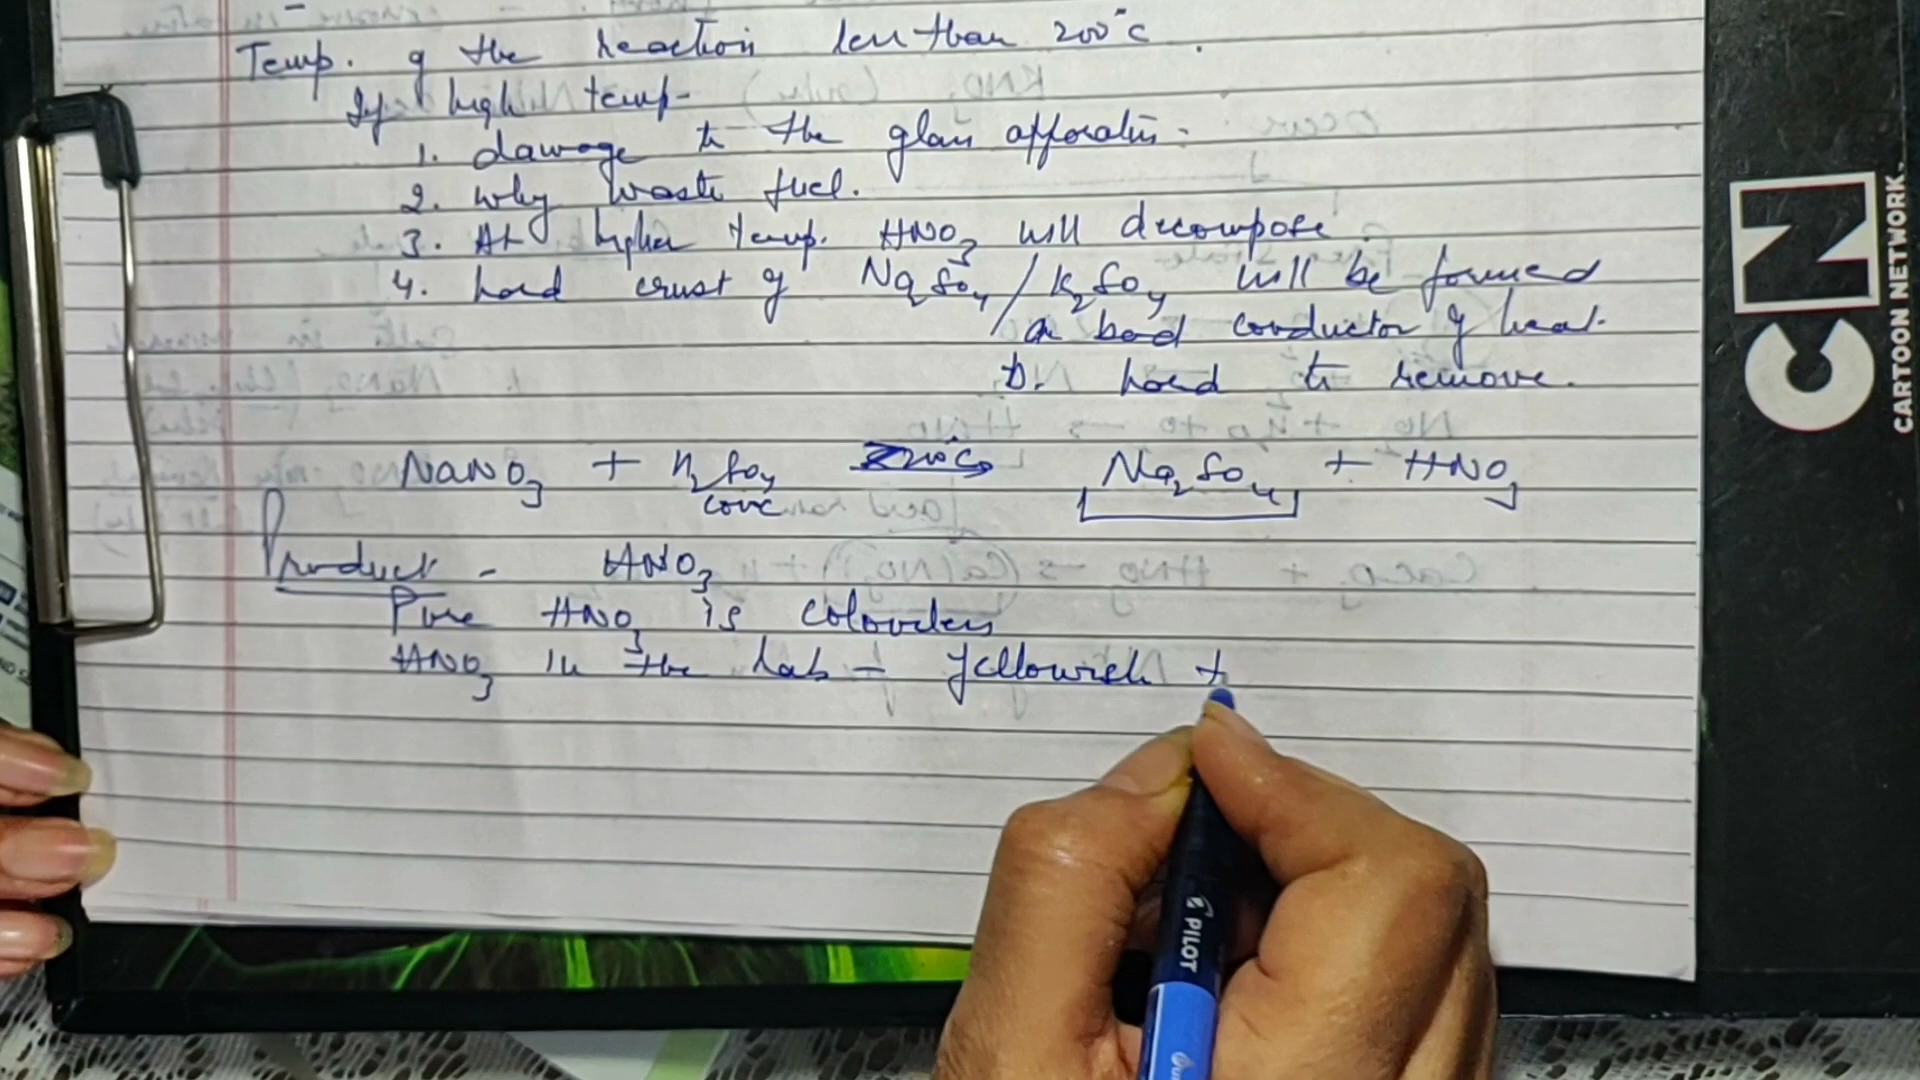 Temp. of the reaction less than 200°C.
If high temp-
1. damage to the glass apparatus.
2. why waste fuel.
3. At higher temp. HNO3 will decompose.
4. hard crust of Na2SO4/K2SO4 will be formed
a bad conductor of heat.
b. hard to remove.
NaNO3 + H2SO4 → Na2SO4 + HNO3
conc
Product - HNO3
Pure HNO3 is colourless
HNO3 in the lab - yellowish
CN
CARTOON NETWORK.
PILOT